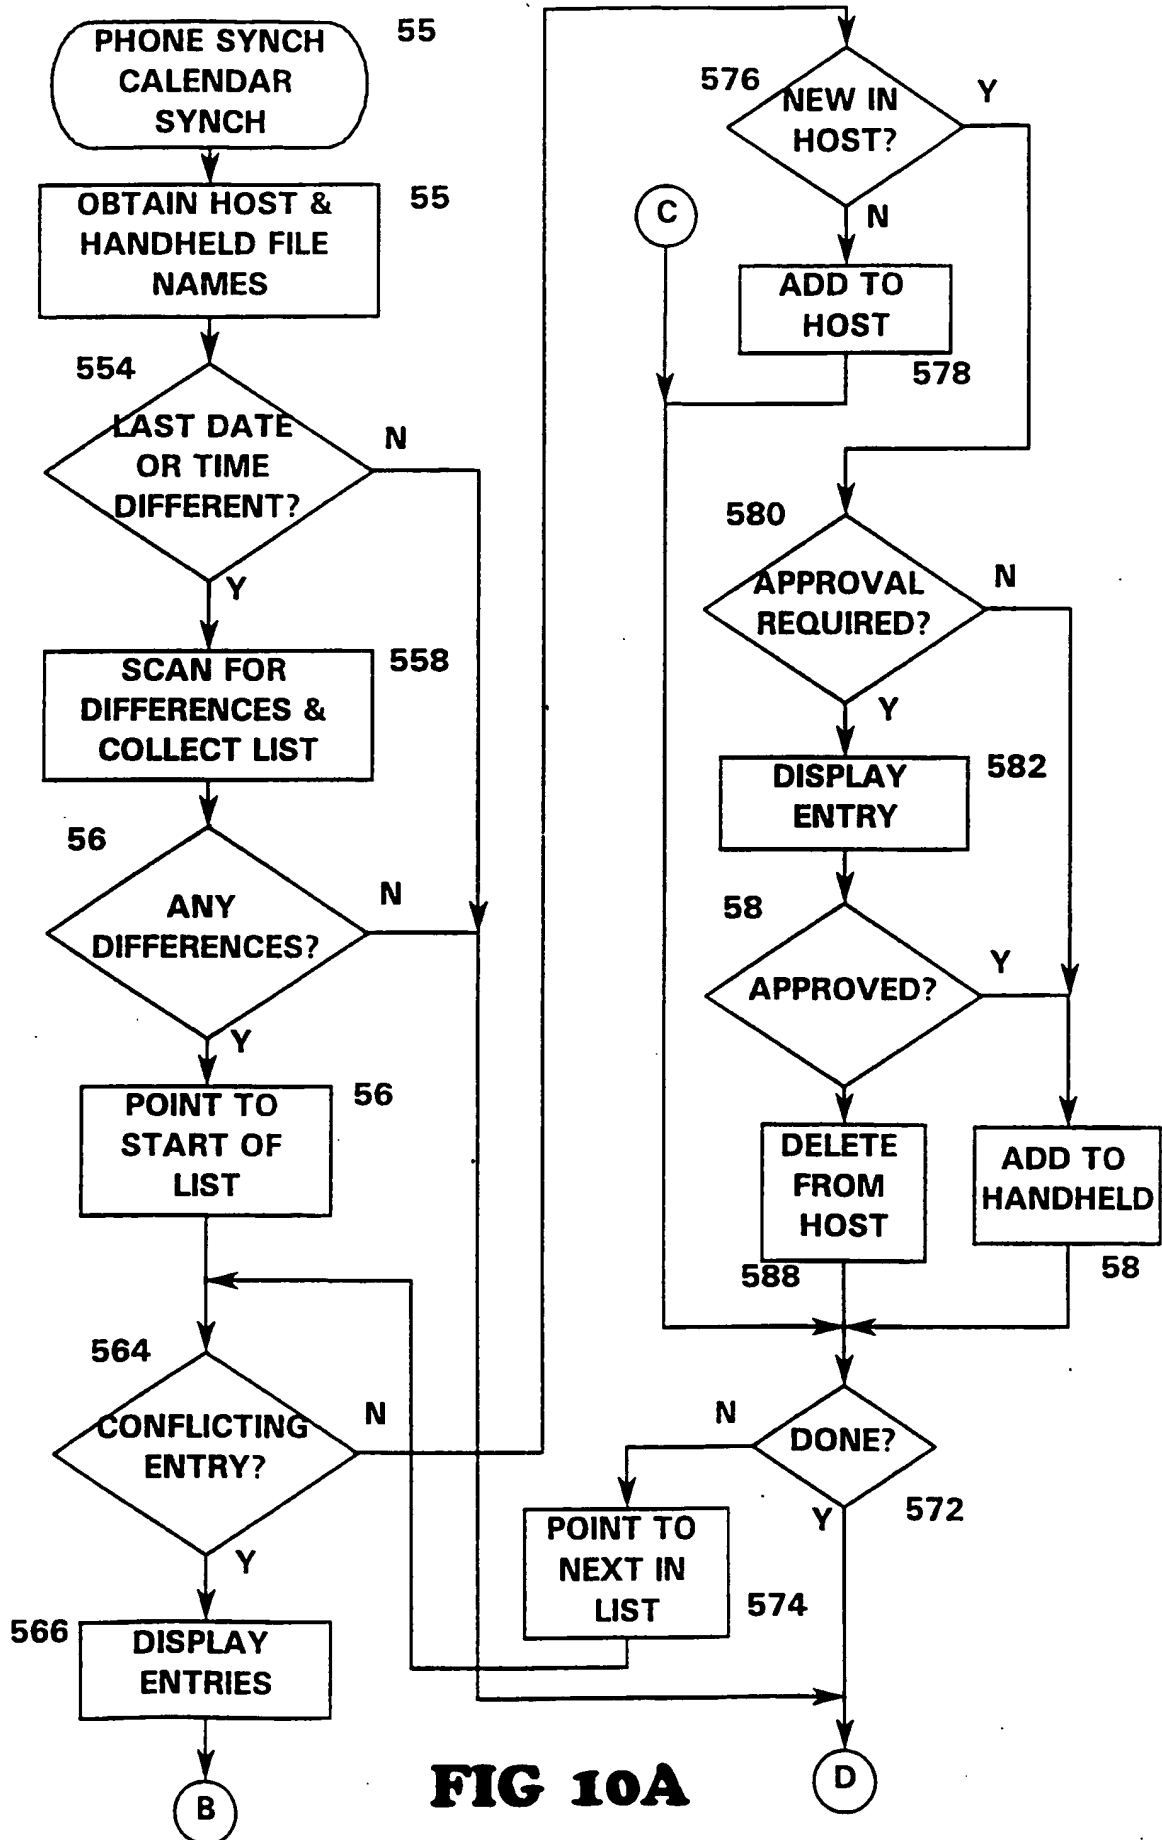 PHONE SYNCH
CALENDAR
SYNCH
55
OBTAIN HOST &
HANDHELD FILE
NAMES
55
554
LAST DATE
OR TIME
DIFFERENT?
N
Y
SCAN FOR
DIFFERENCES &
COLLECT LIST
558
56
ANY
DIFFERENCES?
N
Y
POINT TO
START OF
LIST
56
564
CONFLICTING
ENTRY?
N
Y
566
DISPLAY
ENTRIES
B
576
NEW IN
HOST?
Y
N
C
ADD TO
HOST
578
580
APPROVAL
REQUIRED?
N
Y
DISPLAY
ENTRY
582
58
APPROVED?
Y
DELETE
FROM
HOST
588
ADD TO
HANDHELD
58
DONE?
N
Y
572
POINT TO
NEXT IN
LIST
574
D
FIG 10A